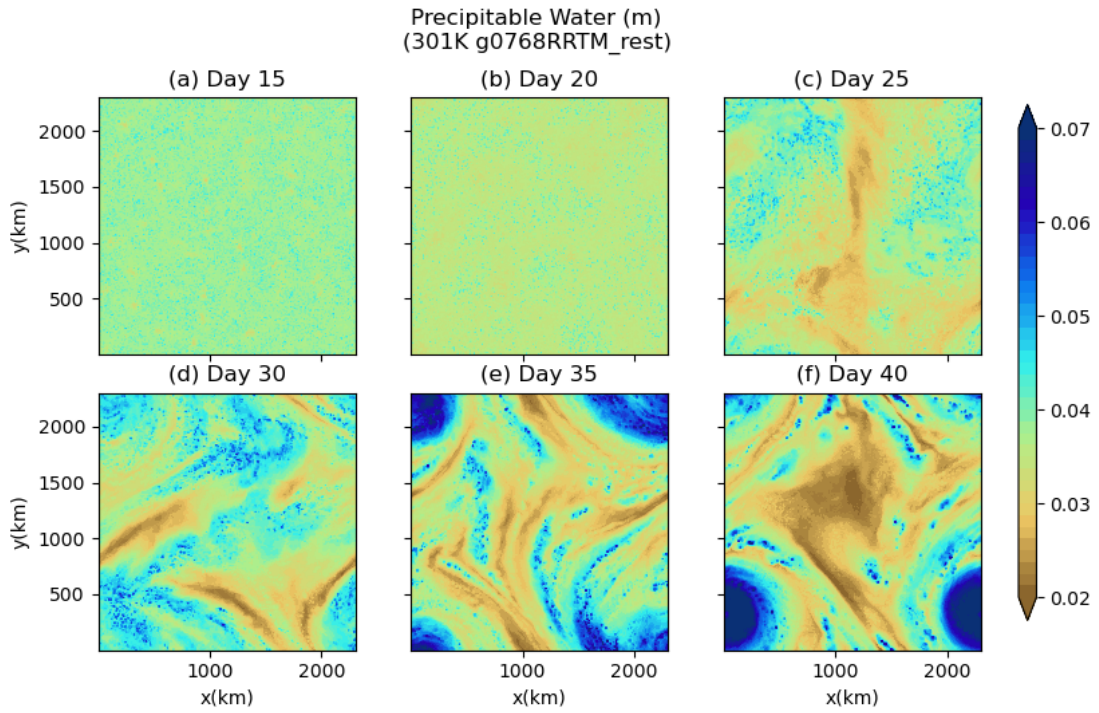 Precipitable Water (m)
(301K g0768RRTM_rest)
(a) Day 15
(b) Day 20
(c) Day 25
2000
1500
1000
500
y(km)
(d) Day 30
(e) Day 35
(f) Day 40
2000
1500
1000
500
y(km)
1000 2000
1000 2000
1000 2000
x(km)
x(km)
x(km)
0.07
0.06
0.05
0.04
0.03
0.02